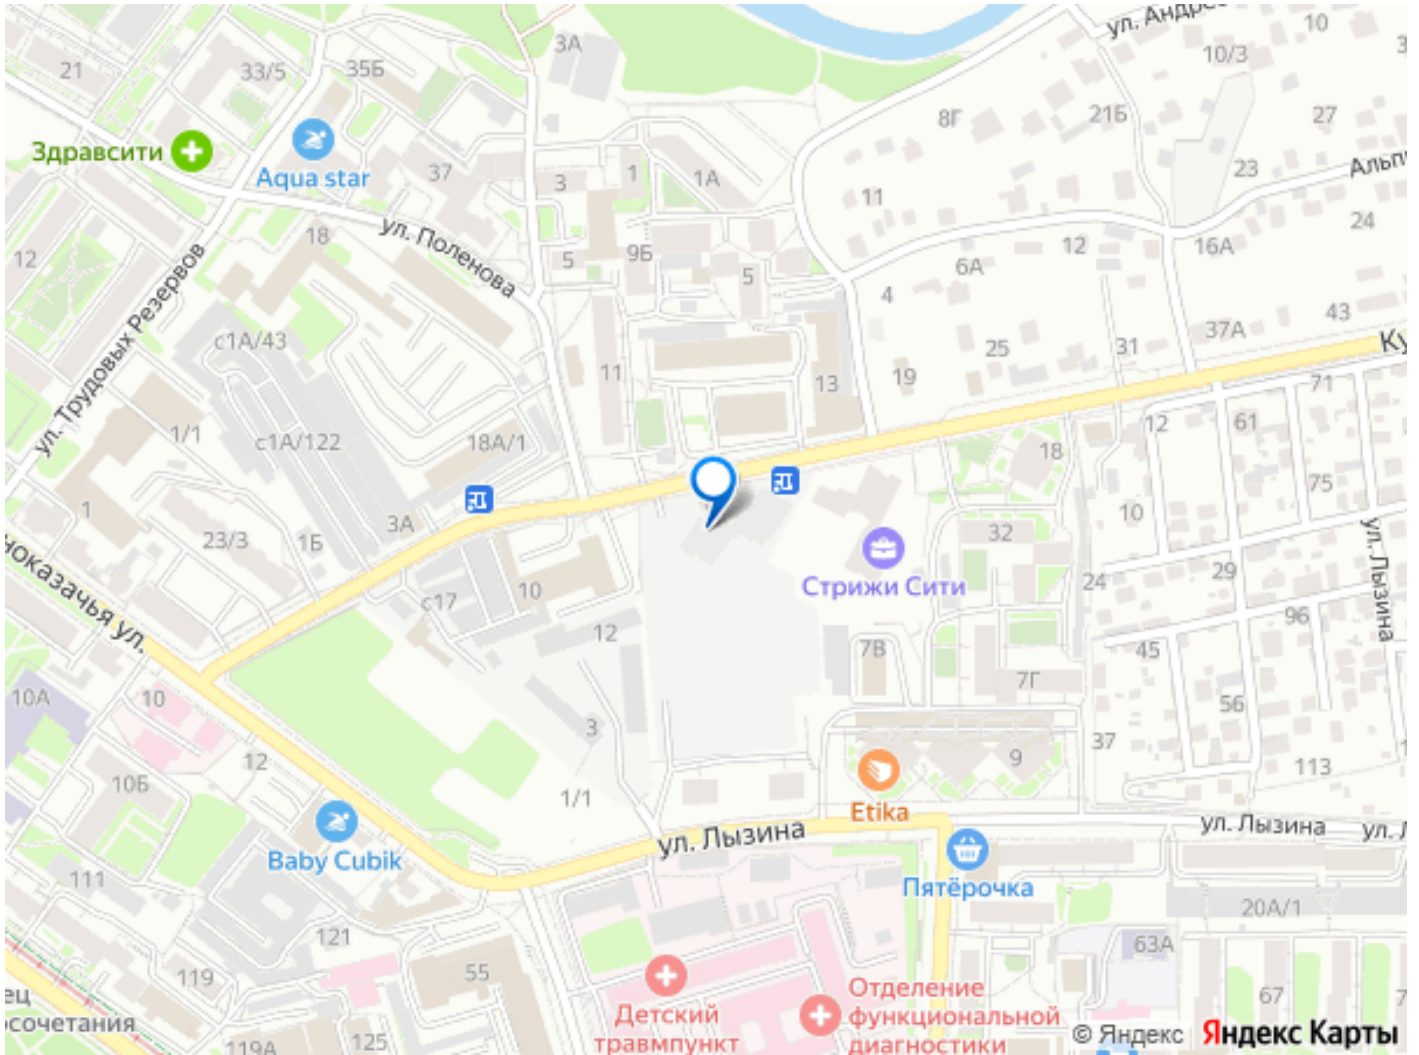 ул. Андре
10
3А
21
33/5
35Б
10/3
8Г
21Б
27
Здравсити
Aqua star
37
3
1
1А
23
Альпи
11
24
ул. Поленова
18
12
5
9Б
5
6А
12
16А
4
43
ул. Трудовых Резервов
с1А/43
37А
Ку
25
31
11
13
19
71
1/1
с1А/122
18А/1
12
61
18
75
1
3А
10
23/3
1Б
32
ул. Лызина
Стрижи Сити
24
29
с17
10
12
96
ноказачья ул.
7В
45
7Г
10А
10
56
3
37
9
12
113
10Б
1/1
Etika
ул. Лызина
ул. Лызина
ул. Л
Baby Cubik
Пятёрочка
111
20А/1
121
63А
119
55
ец
сочетания
Детский
травмпункт
Отделение
функциональной
диагностики
67
7
119А
125
© Яндекс
Яндекс Карты